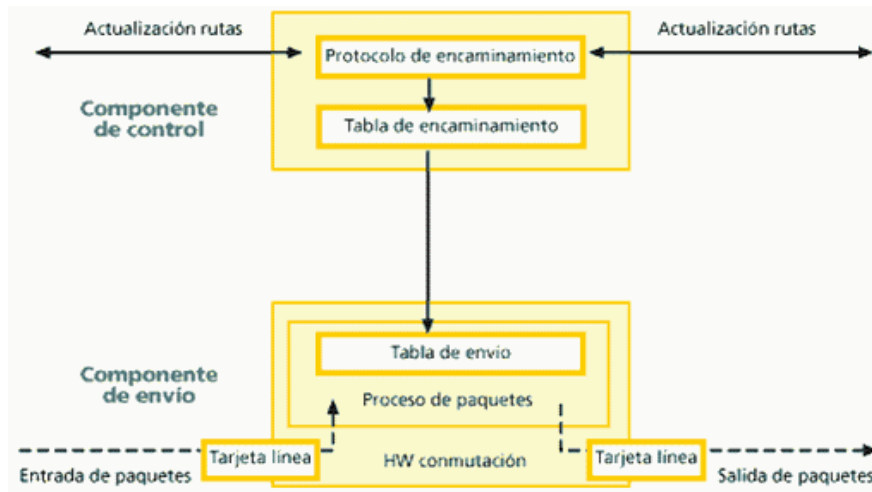 Actualización rutas
Actualización rutas
Protocolo de encaminamiento
Componente
de control
Tabla de encaminamiento
Tabla de envio
Componente
de envío
Proceso de paquetes
Tarjeta línea
HW conmutación
Tarjeta línea
Entrada de paquetes
Salida de paquetes